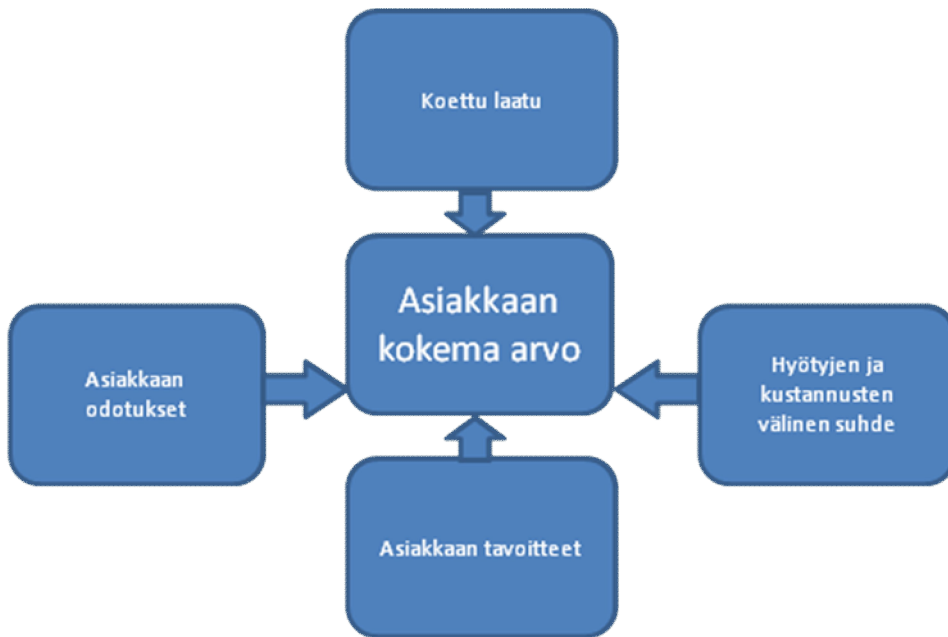 Koettu laatu
Asiakkaan
kokema arvo
Asiakkaan
odotukset
Hyötyjen ja
kustannusten
välinen suhde
Asiakkaan tavoitteet